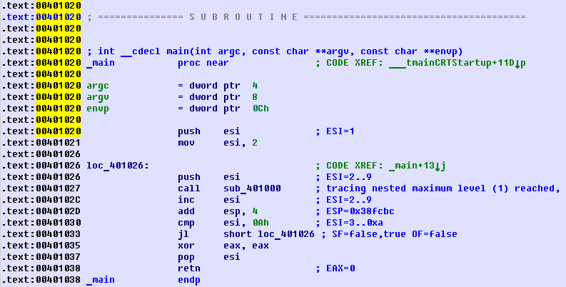 .text:00401020
.text:00401020 ; =============== S U B R O U T I N E =======================================
.text:00401020
.text:00401020
.text:00401020 ; int __cdecl main(int argc, const char **argv, const char **envp)
.text:00401020 _main proc near ; CODE XREF: ___tmainCRTStartup+11D↓p
.text:00401020
.text:00401020 argc = dword ptr 4
.text:00401020 argv = dword ptr 8
.text:00401020 envp = dword ptr 0Ch
.text:00401020
.text:00401020 push esi ; ESI=1
.text:00401021 mov esi, 2
.text:00401026
.text:00401026 loc_401026: ; CODE XREF: _main+13↓j
.text:00401026 push esi ; ESI=2..9
.text:00401027 call sub_401000 ; tracing nested maximum level (1) reached,
.text:0040102C inc esi ; ESI=2..9
.text:0040102D add esp, 4 ; ESP=0x38fcbc
.text:00401030 cmp esi, 0Ah ; ESI=3..0xa
.text:00401033 jl short loc_401026 ; SF=false,true OF=false
.text:00401035 xor eax, eax
.text:00401037 pop esi
.text:00401038 retn ; EAX=0
.text:00401038 _main endp